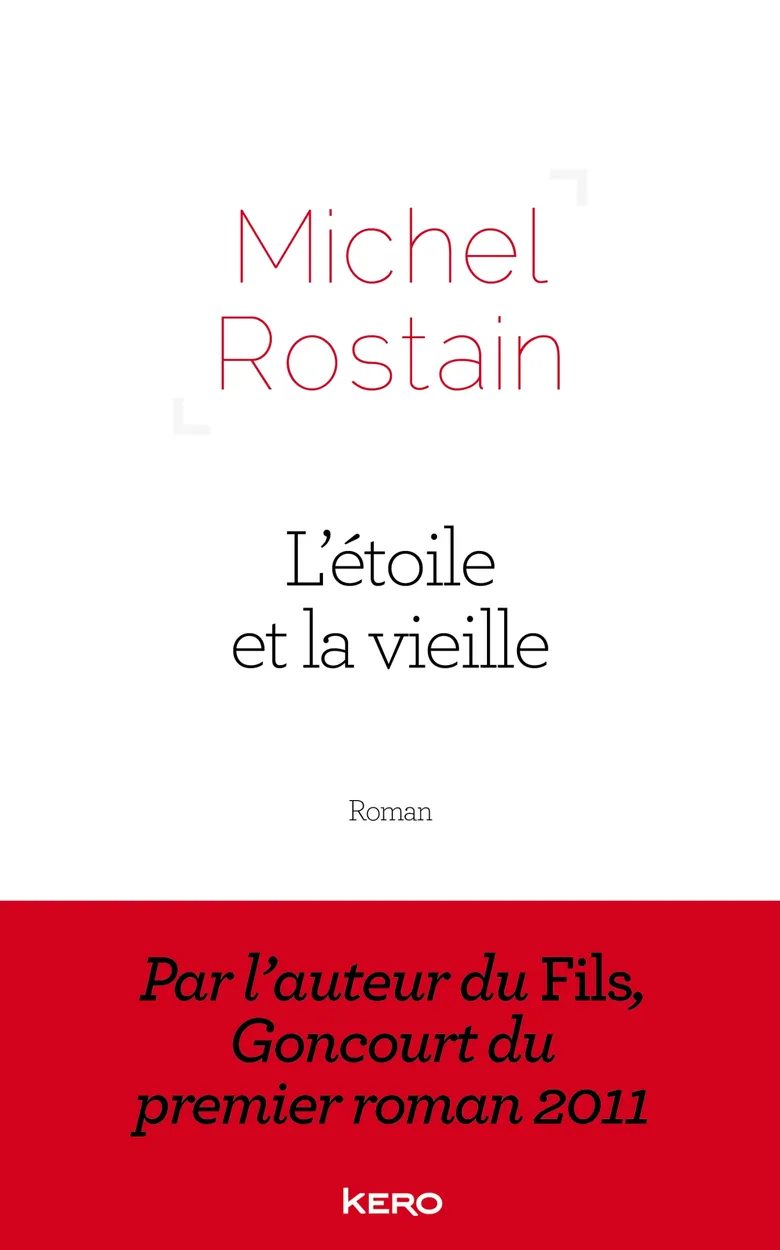 Michel
Rostain
L’étoile
et la vieille
Roman
Par l’auteur du Fils,
Goncourt du
premier roman 2011
KERO